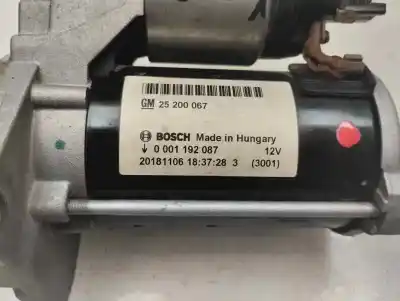 GM 25 200 067
BOSCH Made in Hungary
0 001 192 087 12V
20181106 18:37:28 3 (3001)